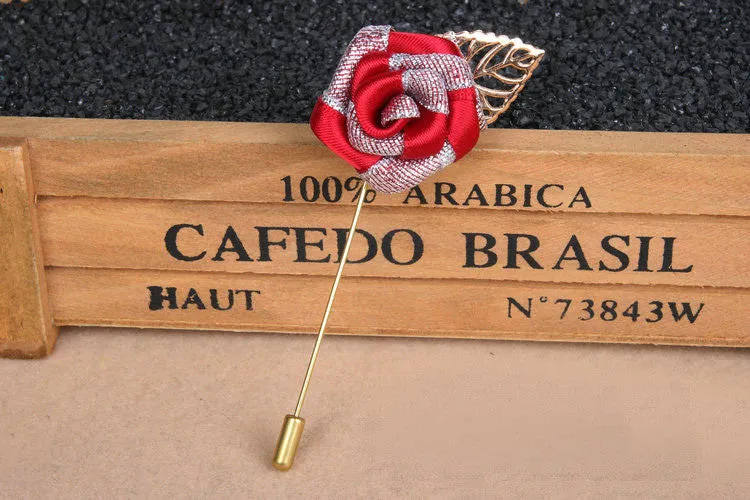 100% ARABICA
CAFEDO BRASIL
HAUT N°73843W